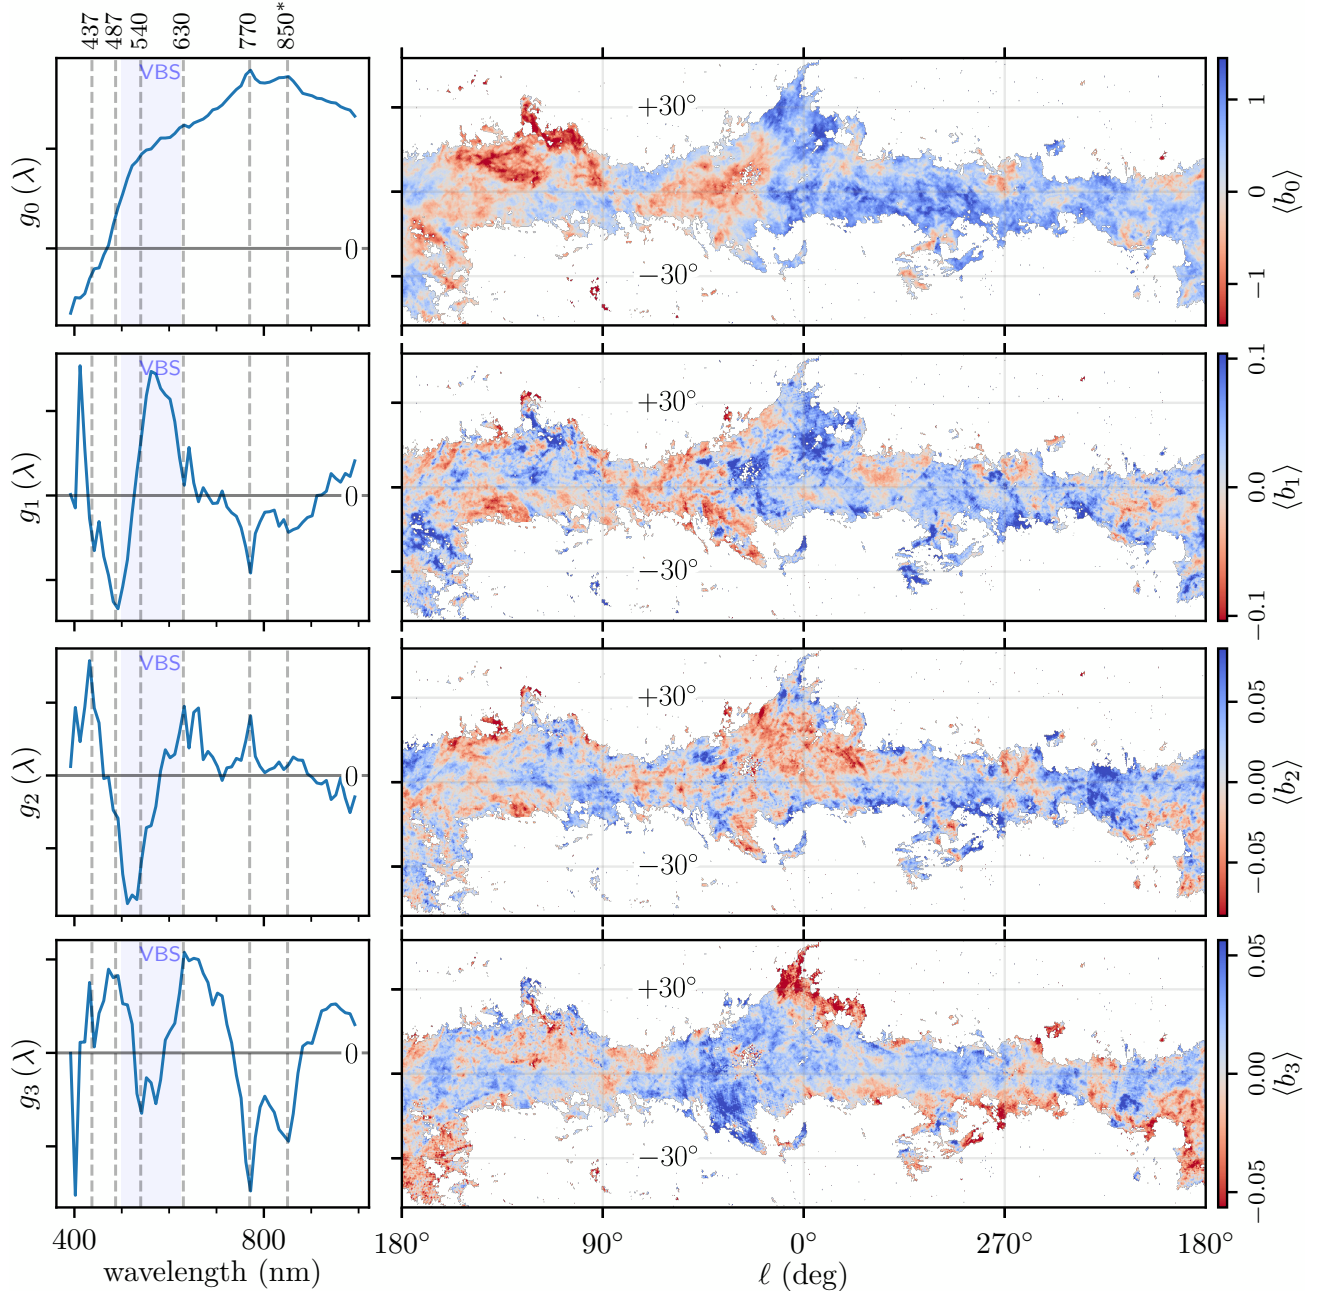 437
487
540
630
770
850*
VBS
g₀ (λ)
0
+30°
−30°
1
0
−1
⟨b₀⟩
VBS
g₁ (λ)
0
+30°
−30°
0.1
0.0
−0.1
⟨b₁⟩
VBS
g₂ (λ)
0
+30°
−30°
0.05
0.00
−0.05
⟨b₂⟩
VBS
g₃ (λ)
0
+30°
−30°
0.05
0.00
−0.05
⟨b₃⟩
400 800
wavelength (nm)
180° 90° 0° 270° 180°
ℓ (deg)